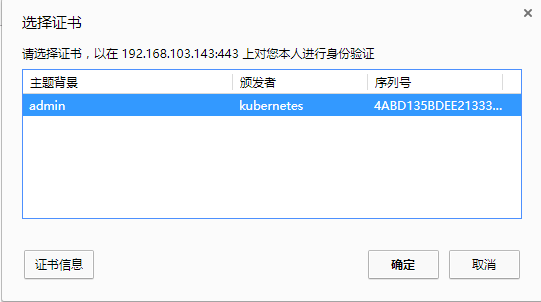 选择证书
请选择证书，以在 192.168.103.143:443 上对您本人进行身份验证
主题背景 颁发者 序列号
admin kubernetes 4ABD135BDEE21333...
证书信息 确定 取消